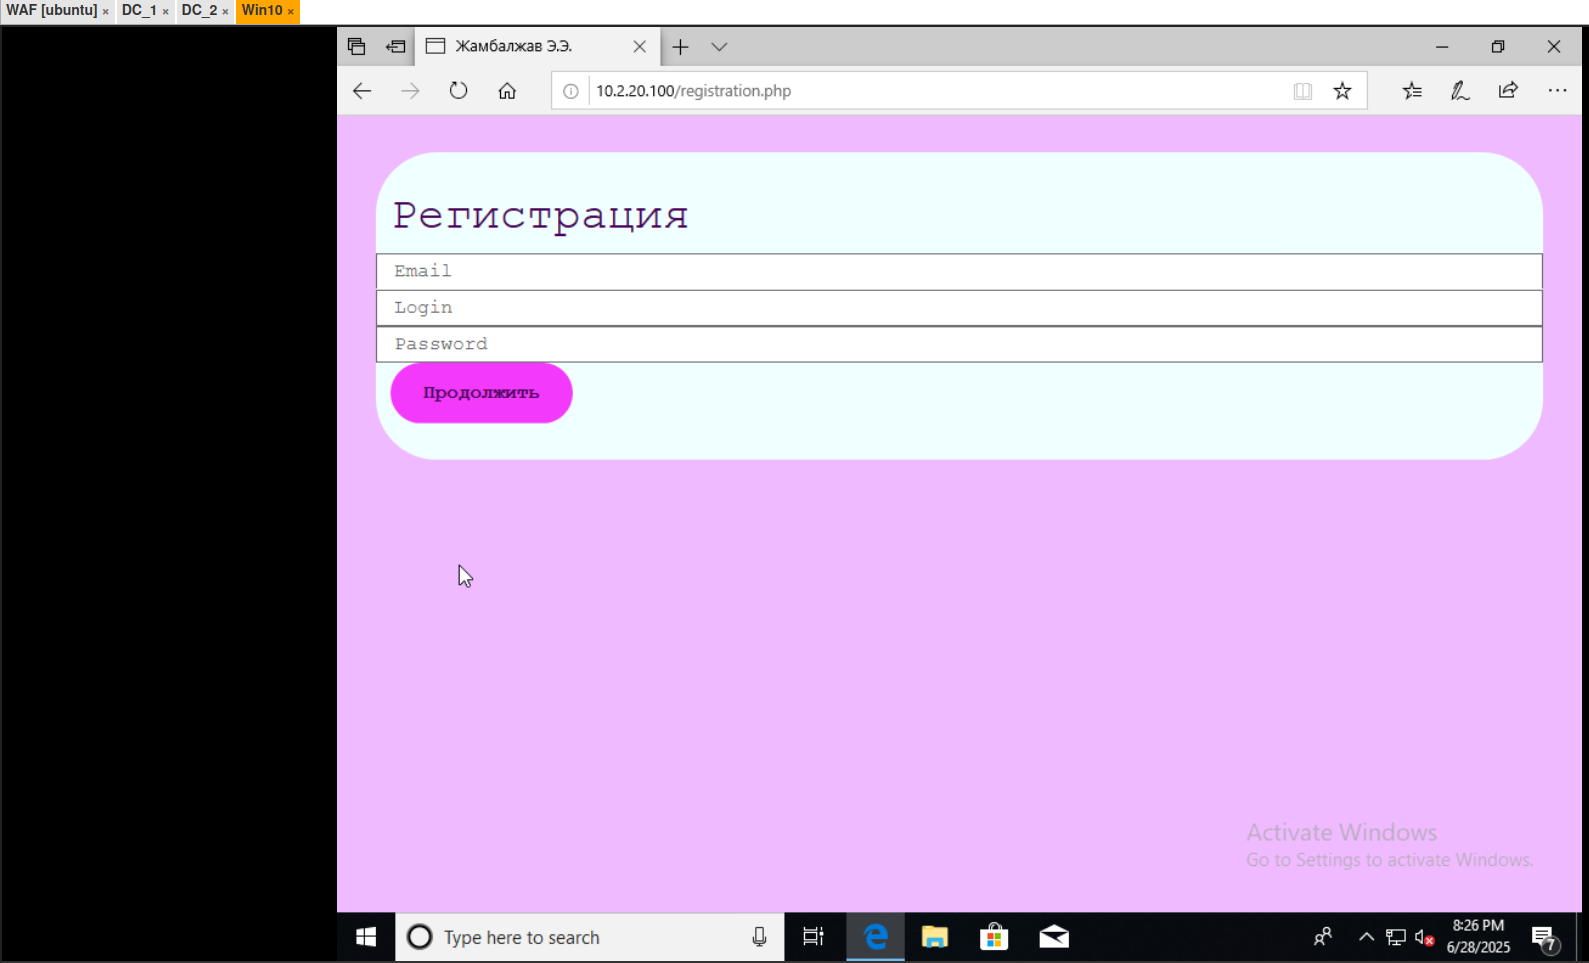 WAF [ubuntu] × DC_1 × DC_2 × Win10 ×
Жамбалжав Э.Э.
10.2.20.100/registration.php
Регистрация
Email
Login
Password
Продолжить
Activate Windows
Go to Settings to activate Windows.
Type here to search
8:26 PM
6/28/2025
7